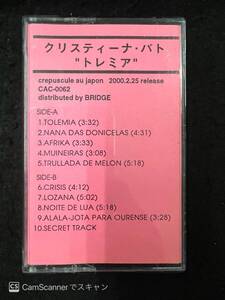 クリスティーナ・パト
"トレミア"
crepuscule au japon 2000.2.25 release
CAC-0062
distributed by BRIDGE
SIDE-A
1.TOLEMIA (3:32)
2.NANA DAS DONICELAS (4:31)
3.AFRIKA (3:33)
4.MUINEIRAS (3:08)
5.TRULLADA DE MELON (5:18)
SIDE-B
6.CRISIS (4:12)
7.LOZANA (5:02)
8.NOITE DE LUA (5:18)
9.ALALA-JOTA PARA OURENSE (3:28)
10.SECRET TRACK
CS CamScannerでスキャン